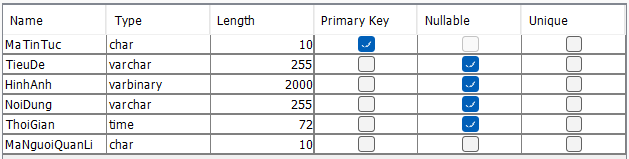 Name Type Length Primary Key Nullable Unique
MaTinTuc char 10
TieuDe varchar 255
HinhAnh varbinary 2000
NoiDung varchar 255
ThoiGian time 72
MaNguoiQuanLi char 10